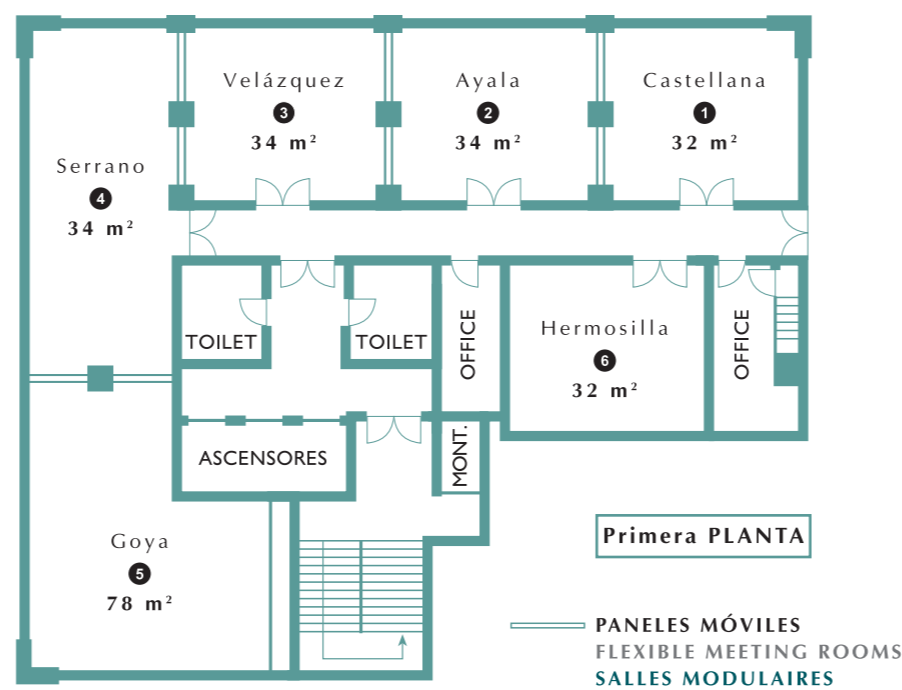 Velázquez
3
34 m²
Ayala
2
34 m²
Castellana
1
32 m²
Serrano
4
34 m²
TOILET
TOILET
OFFICE
Hermosilla
6
32 m²
OFFICE
ASCENSORES
MONT.
Goya
5
78 m²
Primera PLANTA
PANELES MÓVILES
FLEXIBLE MEETING ROOMS
SALLES MODULAIRES